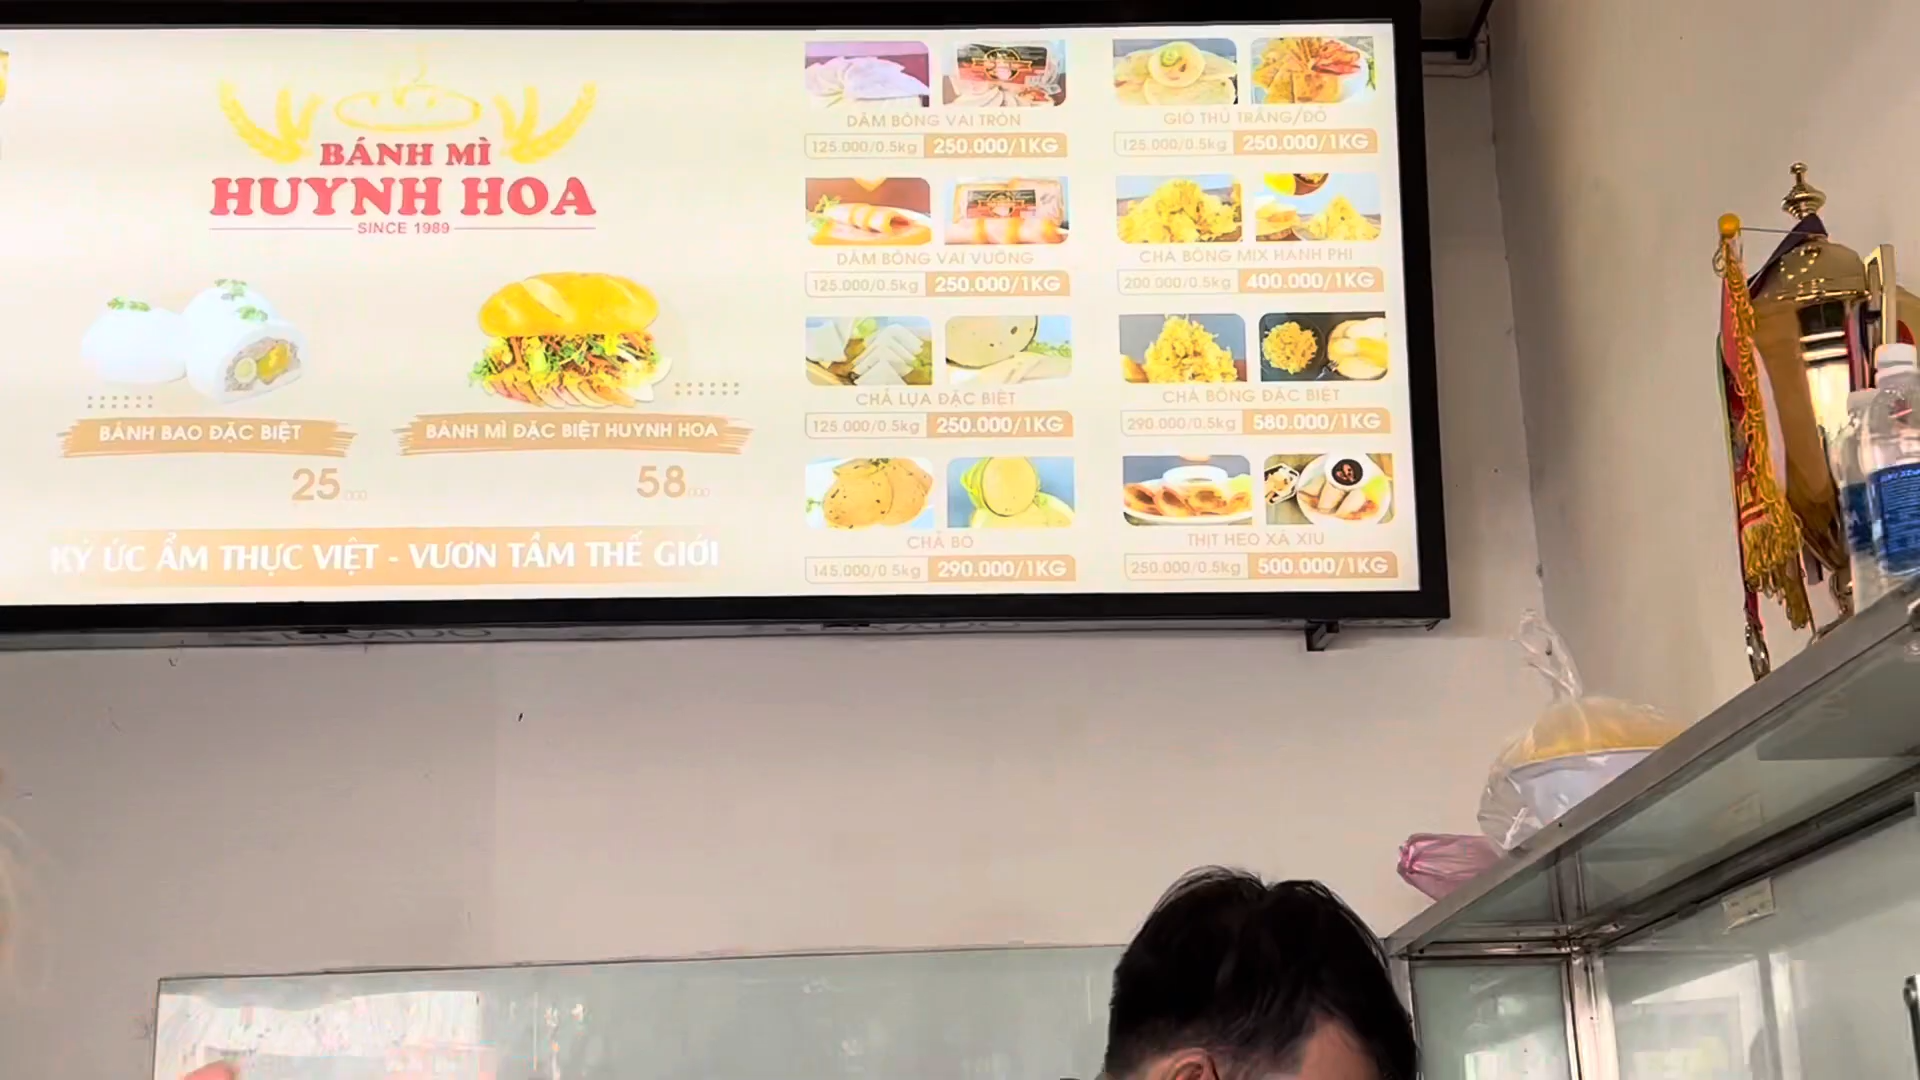 BÁNH MÌ
HUYNH HOA
SINCE 1989
BÁNH BAO ĐẶC BIỆT
25.000
BÁNH MÌ ĐẶC BIỆT HUYNH HOA
58.000
KÝ ỨC ẨM THỰC VIỆT - VƯƠN TẦM THẾ GIỚI
DĂM BÔNG VAI TRÒN
125.000/0.5kg 250.000/1KG
DĂM BÔNG VAI VUÔNG
125.000/0.5kg 250.000/1KG
CHẢ LỤA ĐẶC BIỆT
125.000/0.5kg 250.000/1KG
CHẢ BÒ
145.000/0.5kg 290.000/1KG
GIÒ THỦ TRẮNG/ĐỎ
125.000/0.5kg 250.000/1KG
CHÀ BÔNG MIX HÀNH PHI
200.000/0.5kg 400.000/1KG
CHÀ BÔNG ĐẶC BIỆT
290.000/0.5kg 580.000/1KG
THỊT HEO XÁ XÍU
250.000/0.5kg 500.000/1KG